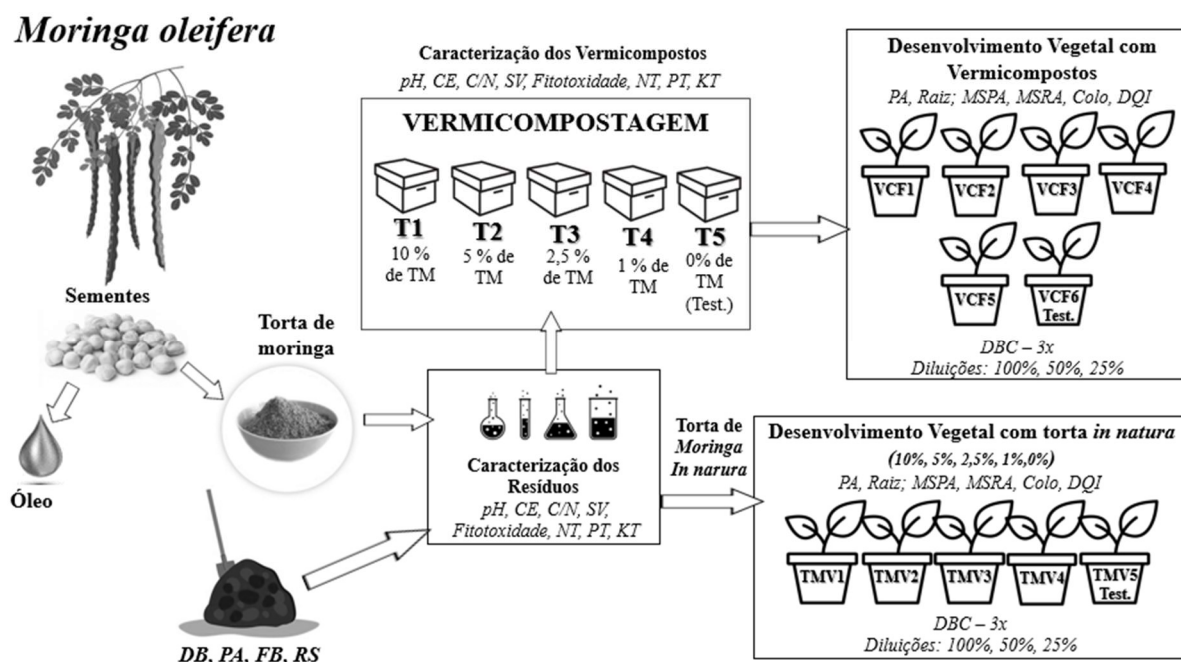 Moringa oleifera
Sementes
Óleo
Torta de
moringa
DB, PA, FB, RS
Caracterização dos Vermicompostos
pH, CE, C/N, SV, Fitotoxidade, NT, PT, KT
VERMICOMPOSTAGEM
T1
10 %
de TM
T2
5 % de
TM
T3
2,5 %
de TM
T4
1 % de
TM
T5
0% de
TM
(Test.)
Caracterização dos
Resíduos
pH, CE, C/N, SV,
Fitotoxidade, NT, PT, KT
Torta de
Moringa
In narura
Desenvolvimento Vegetal com
Vermicompostos
PA, Raiz; MSPA, MSRA, Colo, DQI
VCF1
VCF2
VCF3
VCF4
VCF5
VCF6
Test.
DBC – 3x
Diluições: 100%, 50%, 25%
Desenvolvimento Vegetal com torta in natura
(10%, 5%, 2,5%, 1%,0%)
PA, Raiz; MSPA, MSRA, Colo, DQI
TMV1
TMV2
TMV3
TMV4
TMV5
Test.
DBC – 3x
Diluições: 100%, 50%, 25%